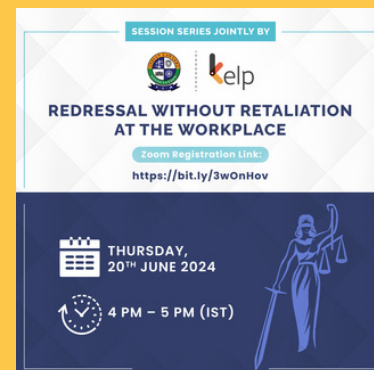 SESSION SERIES JOINTLY BY
kelp
REDRESSAL WITHOUT RETALIATION
AT THE WORKPLACE
Zoom Registration Link:
https://bit.ly/3wOnHov
THURSDAY,
20TH JUNE 2024
4 PM – 5 PM (IST)